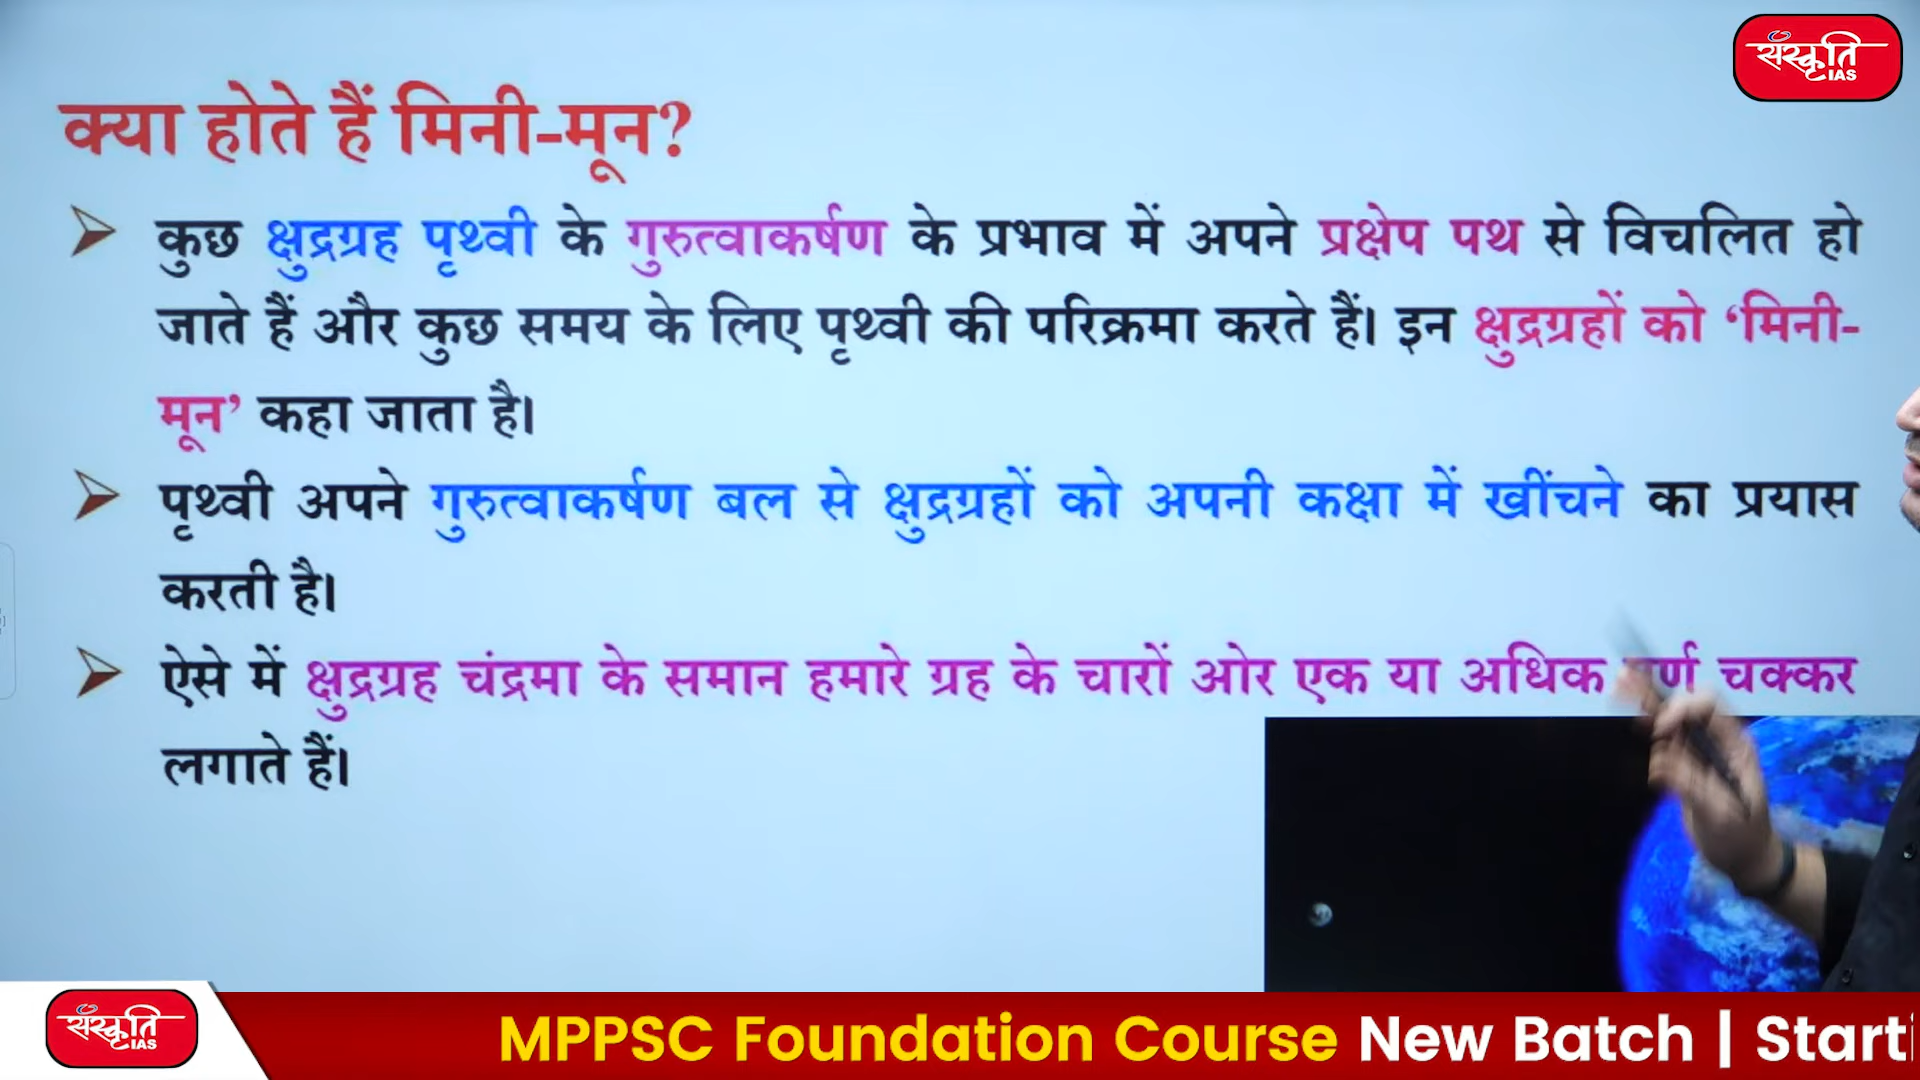 संस्कृति
IAS
क्या होते हैं मिनी-मून?
कुछ क्षुद्रग्रह पृथ्वी के गुरुत्वाकर्षण के प्रभाव में अपने प्रक्षेप पथ से विचलित हो
जाते हैं और कुछ समय के लिए पृथ्वी की परिक्रमा करते हैं। इन क्षुद्रग्रहों को ‘मिनी-
मून’ कहा जाता है।
पृथ्वी अपने गुरुत्वाकर्षण बल से क्षुद्रग्रहों को अपनी कक्षा में खींचने का प्रयास
करती है।
ऐसे में क्षुद्रग्रह चंद्रमा के समान हमारे ग्रह के चारों ओर एक या अधिक चक्कर
लगाते हैं।
संस्कृति
IAS
MPPSC Foundation Course New Batch | Starti